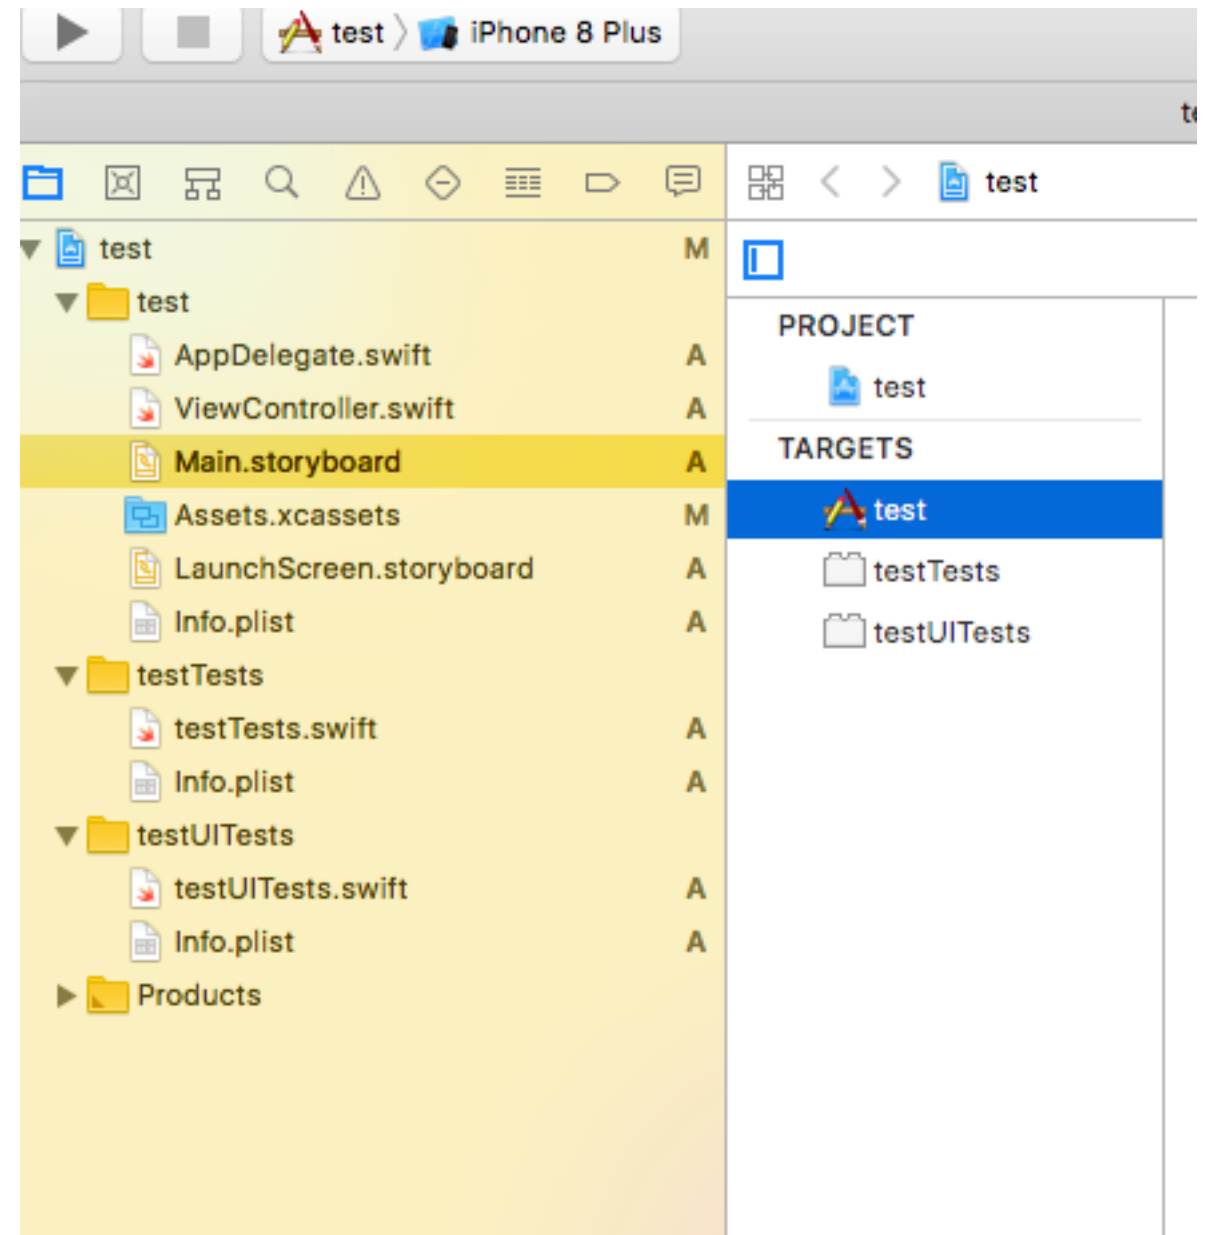 test iPhone 8 Plus
test
test M
test
AppDelegate.swift A
ViewController.swift A
Main.storyboard A
Assets.xcassets M
LaunchScreen.storyboard A
Info.plist A
testTests
testTests.swift A
Info.plist A
testUITests
testUITests.swift A
Info.plist A
Products
PROJECT
test
TARGETS
test
testTests
testUITests